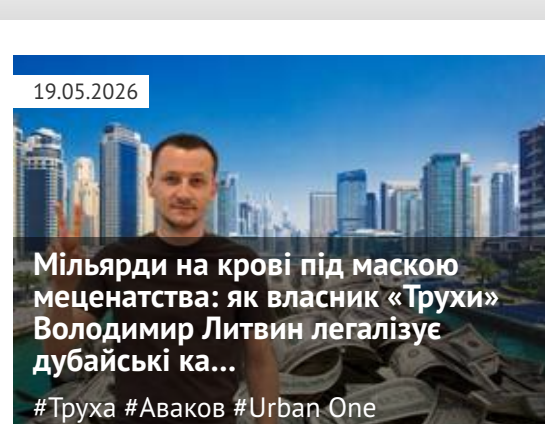 19.05.2026
Мільярди на крові під маскою
меценатства: як власник «Трухи»
Володимир Литвин легалізує
дубайські ка...
#Труха #Аваков #Urban One